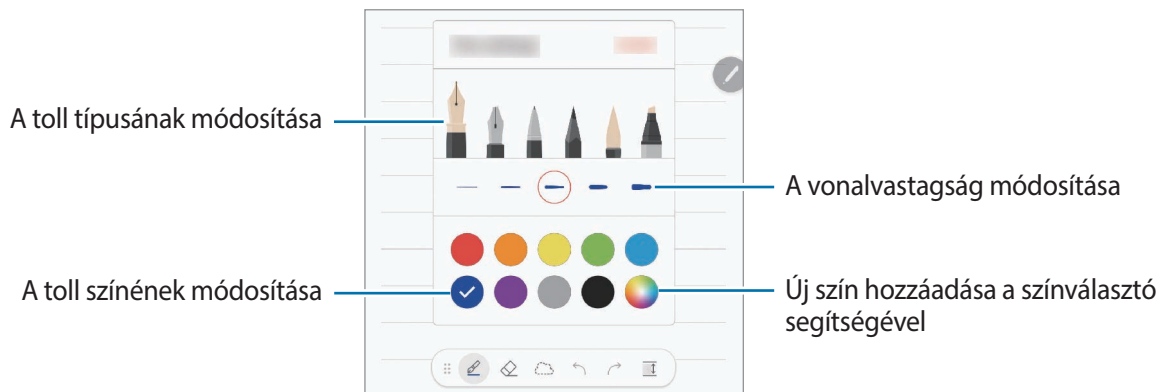 A toll típusának módosítása
A vonalvastagság módosítása
A toll színének módosítása
Új szín hozzáadása a színválasztó
segítségével